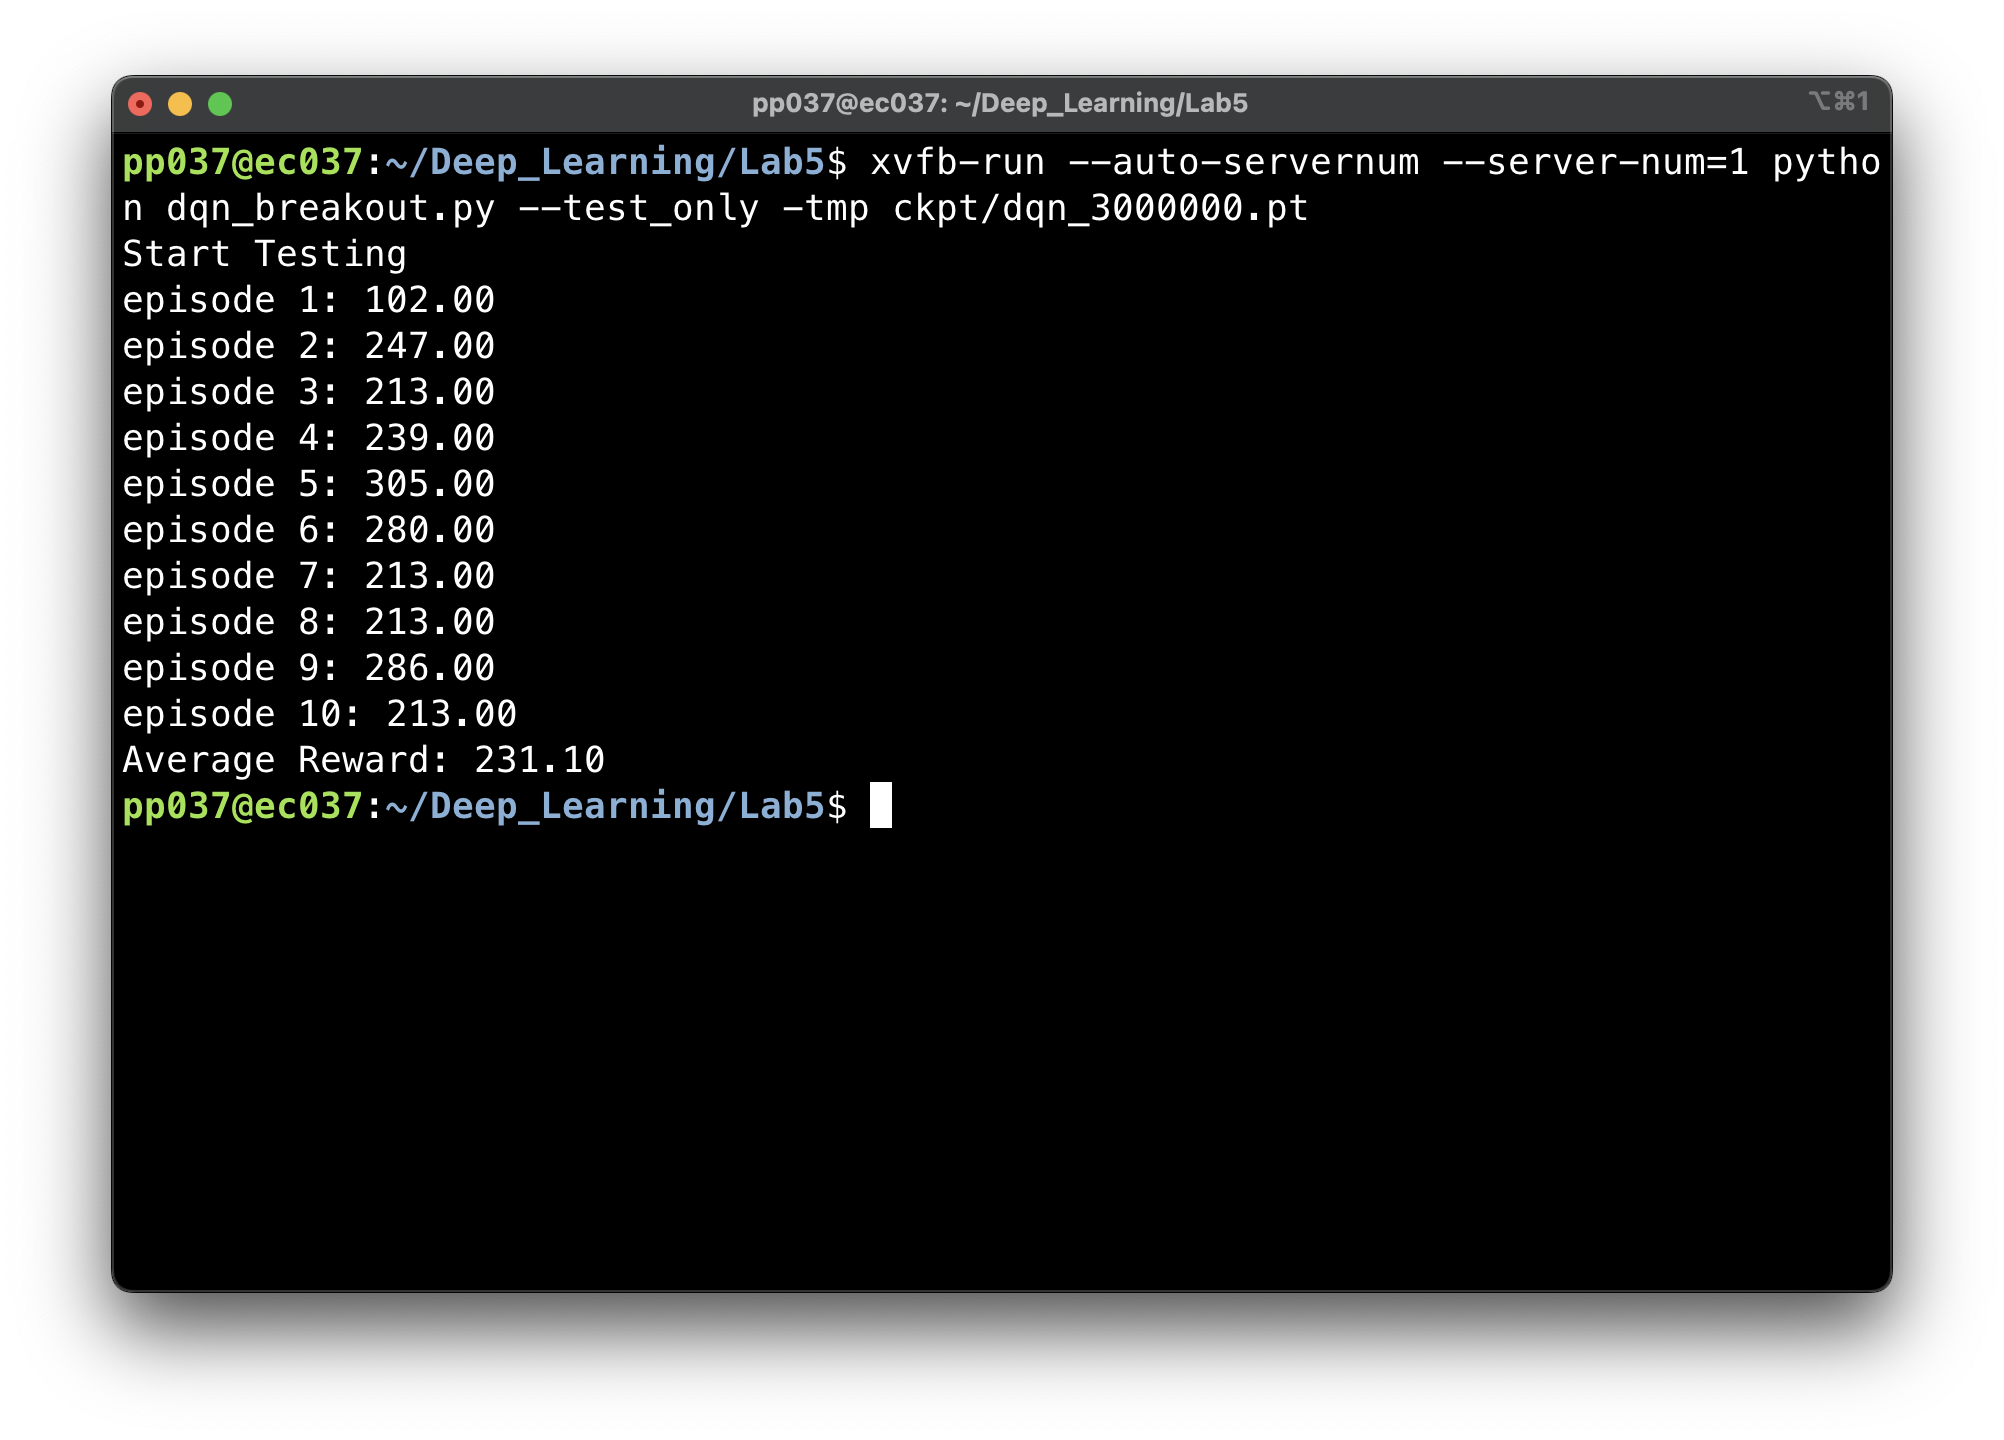 pp037@ec037: ~/Deep_Learning/Lab5
⌥⌘1
pp037@ec037:~/Deep_Learning/Lab5$ xvfb-run --auto-servernum --server-num=1 pytho
n dqn_breakout.py --test_only -tmp ckpt/dqn_3000000.pt
Start Testing
episode 1: 102.00
episode 2: 247.00
episode 3: 213.00
episode 4: 239.00
episode 5: 305.00
episode 6: 280.00
episode 7: 213.00
episode 8: 213.00
episode 9: 286.00
episode 10: 213.00
Average Reward: 231.10
pp037@ec037:~/Deep_Learning/Lab5$